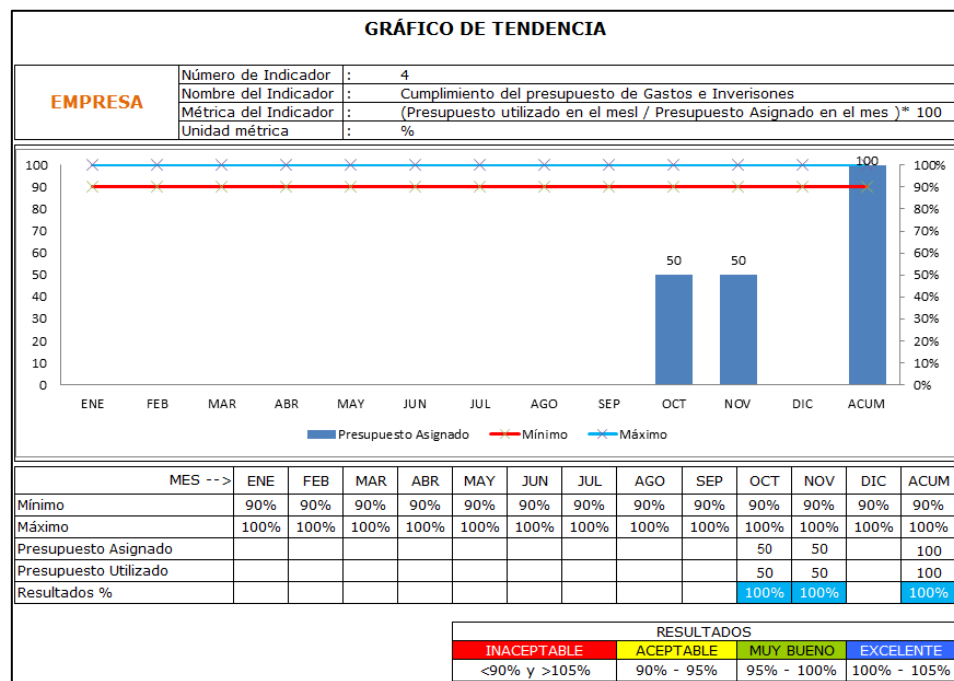 GRÁFICO DE TENDENCIA
EMPRESA
Número de Indicador : 4
Nombre del Indicador : Cumplimiento del presupuesto de Gastos e Inverisones
Métrica del Indicador : (Presupuesto utilizado en el mesl / Presupuesto Asignado en el mes )* 100
Unidad métrica : %
100 100 100%
90 90%
80 80%
70 70%
60 60%
50 50 50 50%
40 40%
30 30%
20 20%
10 10%
0 0%
ENE FEB MAR ABR MAY JUN JUL AGO SEP OCT NOV DIC ACUM
Presupuesto Asignado Mínimo Máximo
MES --> ENE FEB MAR ABR MAY JUN JUL AGO SEP OCT NOV DIC ACUM
Mínimo 90% 90% 90% 90% 90% 90% 90% 90% 90% 90% 90% 90% 90%
Máximo 100% 100% 100% 100% 100% 100% 100% 100% 100% 100% 100% 100% 100%
Presupuesto Asignado 50 50 100
Presupuesto Utilizado 50 50 100
Resultados % 100% 100% 100%
RESULTADOS
INACEPTABLE ACEPTABLE MUY BUENO EXCELENTE
<90% y >105% 90% - 95% 95% - 100% 100% - 105%